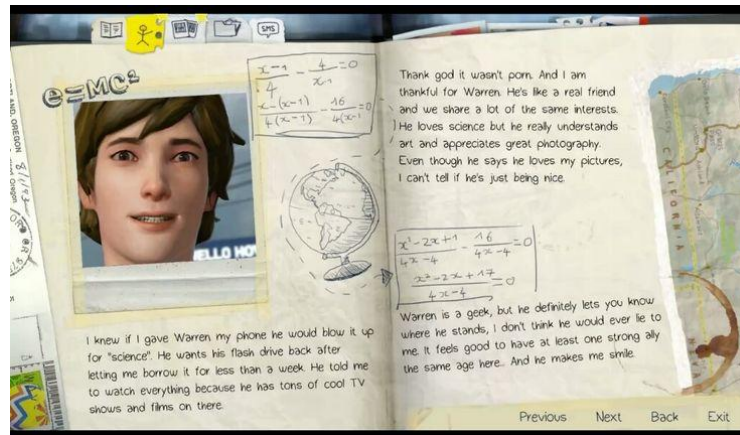 SMS
e=MC²
x-1/4 - 4/x-1 =0
x-(x-1)/4(x-1) - 16/4(x-1 =0
HELLO
I knew if I gave Warren my phone he would blow it up
for "science". He wants his flash drive back after
letting me borrow it for less than a week. He told me
to watch everything because he has tons of cool TV
shows and films on there.
Thank god it wasn't porn. And I am
thankful for Warren. He's like a real friend
and we share a lot of the same interests.
He loves science but he really understands
art and appreciates great photography.
Even though he says he loves my pictures,
I can't tell if he's just being nice.
x²-2x+1/4x-4 - 16/4x-4 =0
x²-2x+17/4x-4 =0
Warren is a geek, but he definitely lets you know
where he stands, I don't think he would ever lie to
me. It feels good to have at least one strong ally
the same age here... And he makes me smile.
CALIFORNIA
Previous Next Back Exit